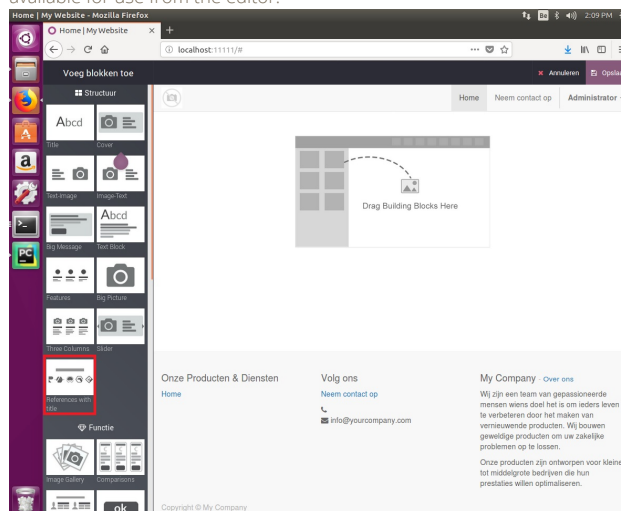 available for use from the editor.
Home | My Website - Mozilla Firefox
Be
2:09 PM
Home | My Website
localhost:11111/#
Voeg blokken toe
Annuleren
Opslaa
Structuur
Home
Neem contact op
Administrator
Abcd
Title
Cover
Text-Image
Image-Text
Abcd
Big Message
Text Block
Features
Big Picture
Three Columns
Slider
References with
title
Functie
Image Gallery
Comparisons
ok
Drag Building Blocks Here
Onze Producten & Diensten
Home
Volg ons
Neem contact op
info@yourcompany.com
My Company - Over ons
Wij zijn een team van gepassioneerde
mensen wiens doel het is om ieders leven
te verbeteren door het maken van
vernieuwende producten. Wij bouwen
geweldige producten om uw zakelijke
problemen op te lossen.
Onze producten zijn ontworpen voor kleine
tot middelgrote bedrijven die hun
prestaties willen optimaliseren.
Copyright © My Company